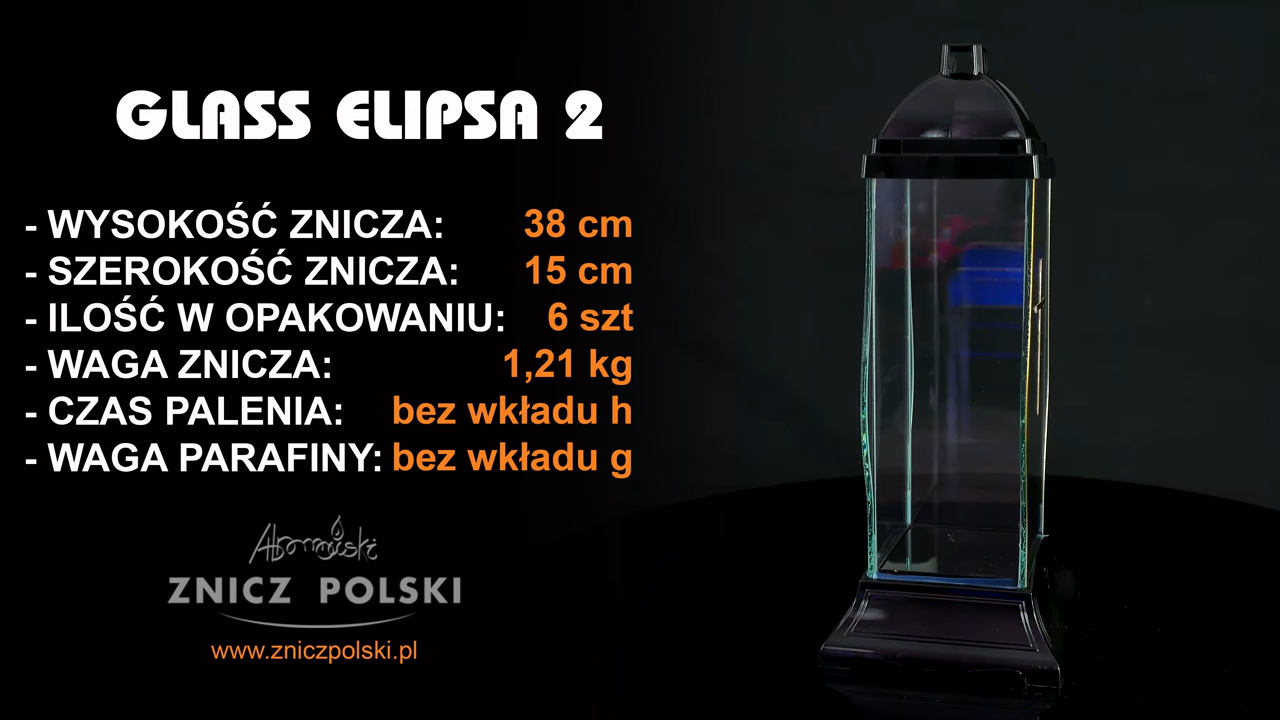 GLASS ELIPSA 2
- WYSOKOŚĆ ZNICZA: 38 cm
- SZEROKOŚĆ ZNICZA: 15 cm
- ILOŚĆ W OPAKOWANIU: 6 szt
- WAGA ZNICZA: 1,21 kg
- CZAS PALENIA: bez wkładu h
- WAGA PARAFINY: bez wkładu g
ZNICZ POLSKI
www.zniczpolski.pl